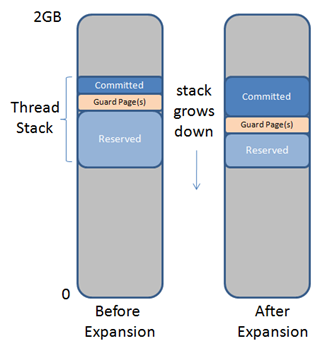 2GB
Committed
Guard Page(s)
Reserved
Thread
Stack
0
Before
Expansion
stack
grows
down
Committed
Guard Page(s)
Reserved
After
Expansion